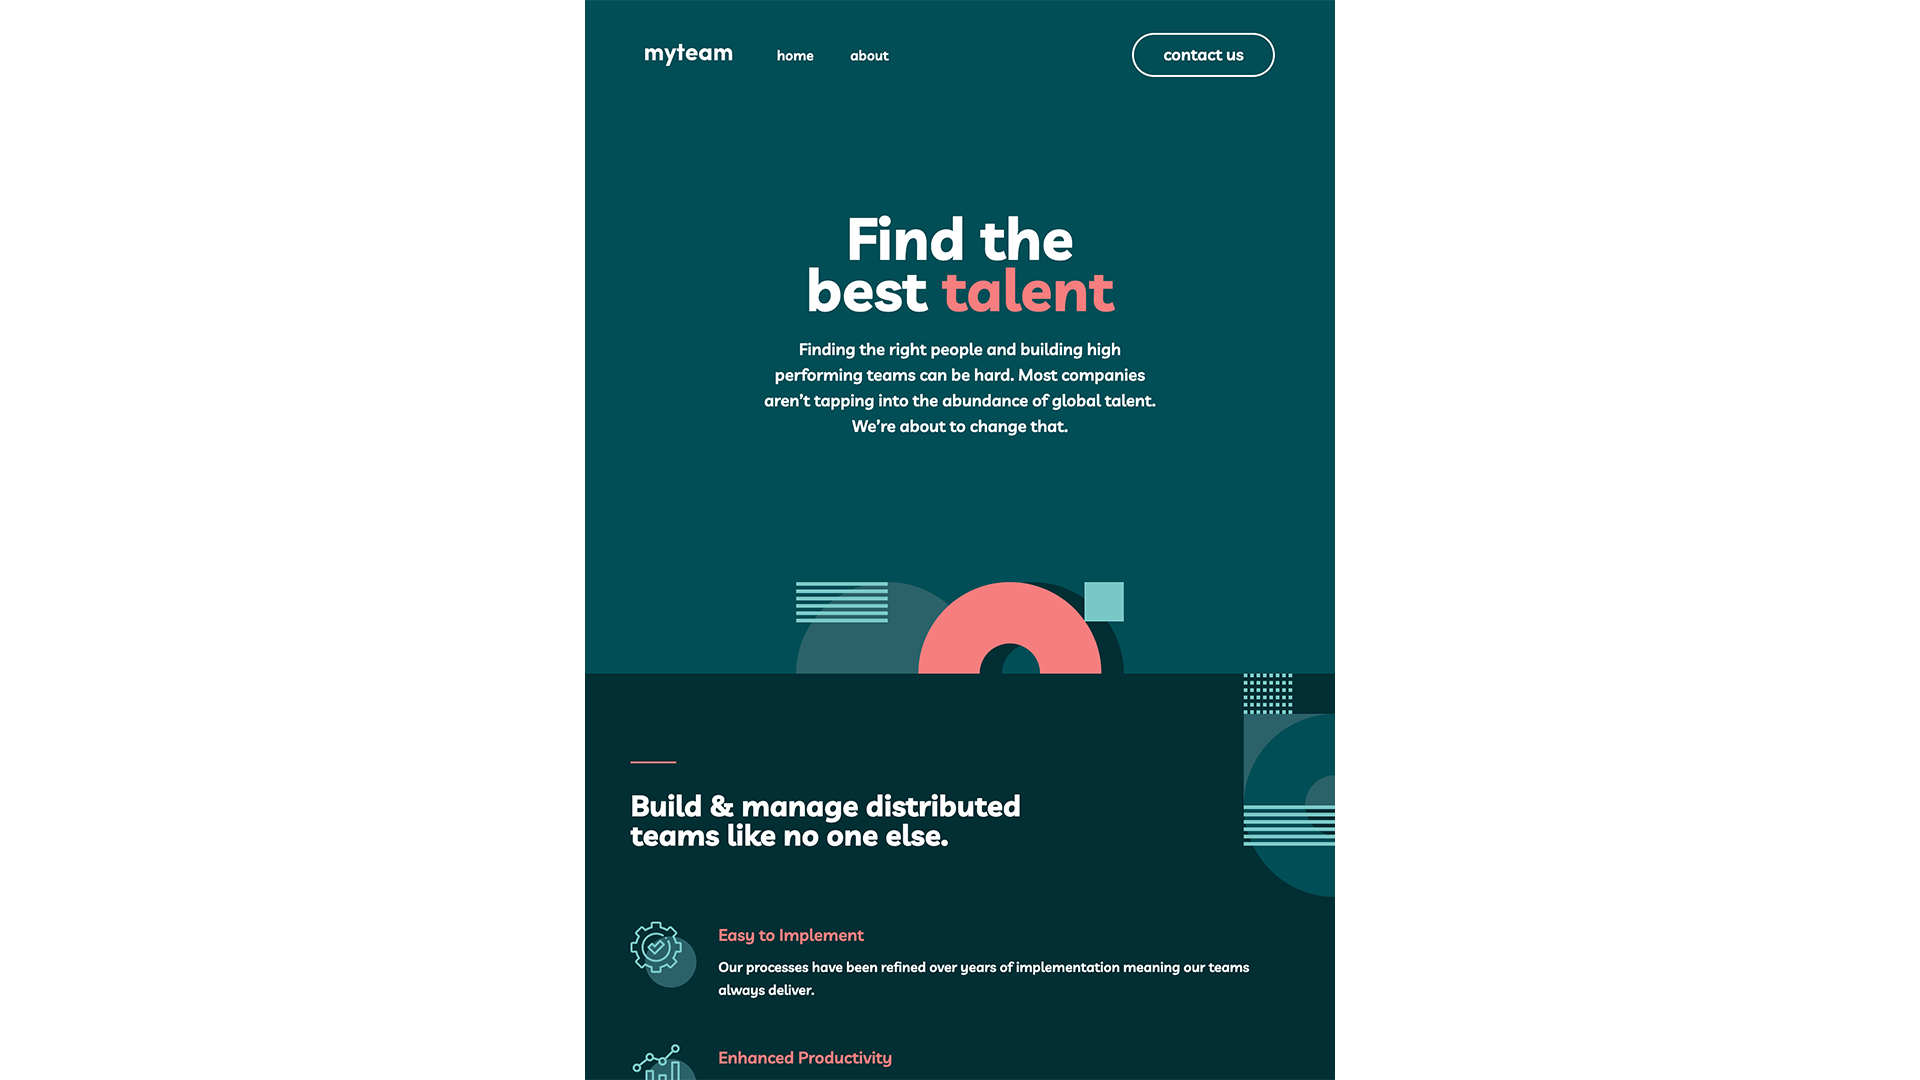 myteam
home
about
contact us
Find the
best talent
Finding the right people and building high
performing teams can be hard. Most companies
aren’t tapping into the abundance of global talent.
We’re about to change that.
Build & manage distributed
teams like no one else.
Easy to Implement
Our processes have been refined over years of implementation meaning our teams
always deliver.
Enhanced Productivity